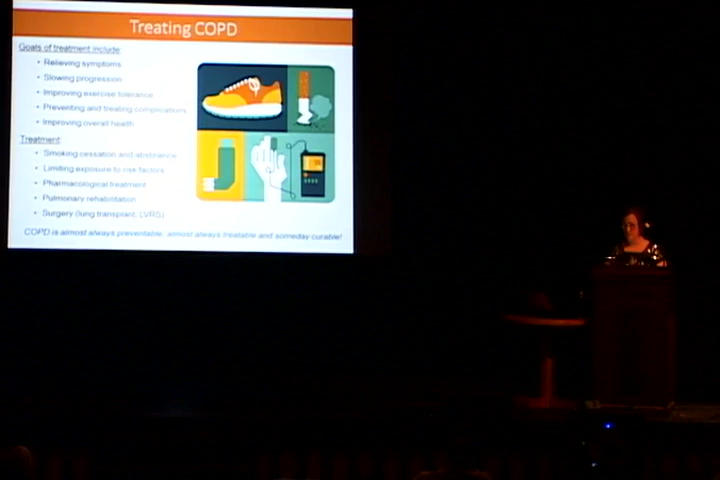 Treating COPD
Goals of treatment include:
• Relieving symptoms
• Slowing progression
• Improving exercise tolerance
• Preventing and treating complications
• Improving overall health
Treatment:
• Smoking cessation and abstinence
• Limiting exposure to risk factors
• Pharmacological treatment
• Pulmonary rehabilitation
• Surgery (lung transplant, LVRS)
COPD is almost always preventable, almost always treatable and someday curable!